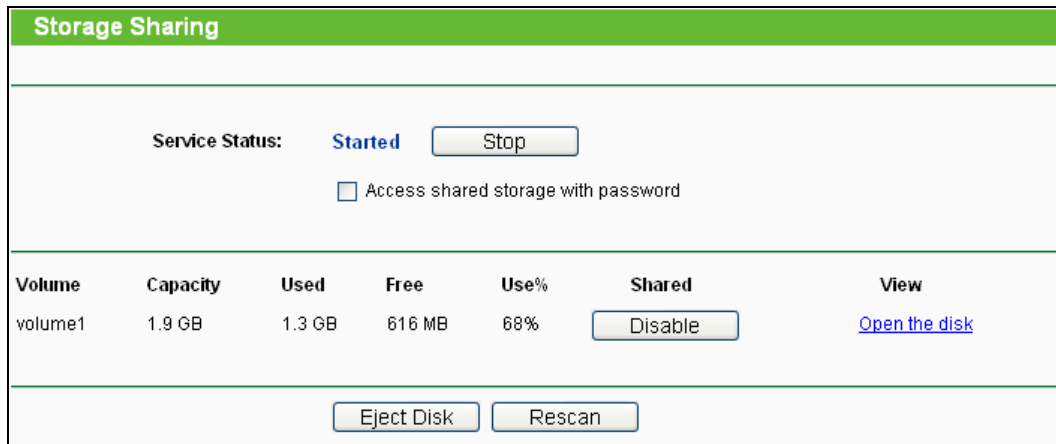 Storage Sharing
Service Status: Started Stop
Access shared storage with password
Volume Capacity Used Free Use% Shared View
volume1 1.9 GB 1.3 GB 616 MB 68% Disable Open the disk
Eject Disk Rescan